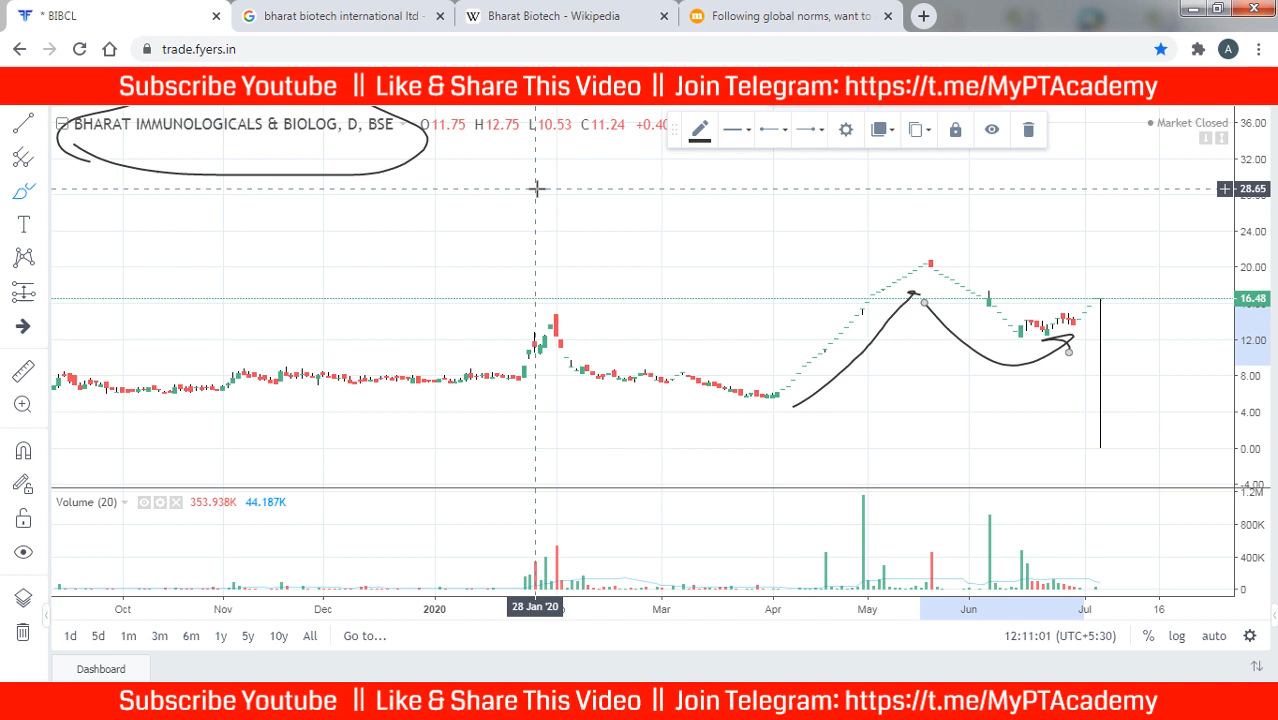 * BIBCL
bharat biotech international ltd -
Bharat Biotech - Wikipedia
Following global norms, want to
trade.fyers.in
A
Subscribe Youtube || Like & Share This Video || Join Telegram: https://t.me/MyPTAcademy
BHARAT IMMUNOLOGICALS & BIOLOG, D, BSE O11.75 H12.75 L10.53 C11.24 +0.40
Market Closed
36.00
32.00
28.65
24.00
20.00
16.48
12.00
8.00
4.00
0.00
-4.00
Volume (20) 353.938K 44.187K
1.2M
800K
400K
0
Oct Nov Dec 2020 28 Jan '20 Mar Apr May Jun Jul 16
1d 5d 1m 3m 6m 1y 5y 10y All Go to... 12:11:01 (UTC+5:30) % log auto
Dashboard
Subscribe Youtube || Like & Share This Video || Join Telegram: https://t.me/MyPTAcademy